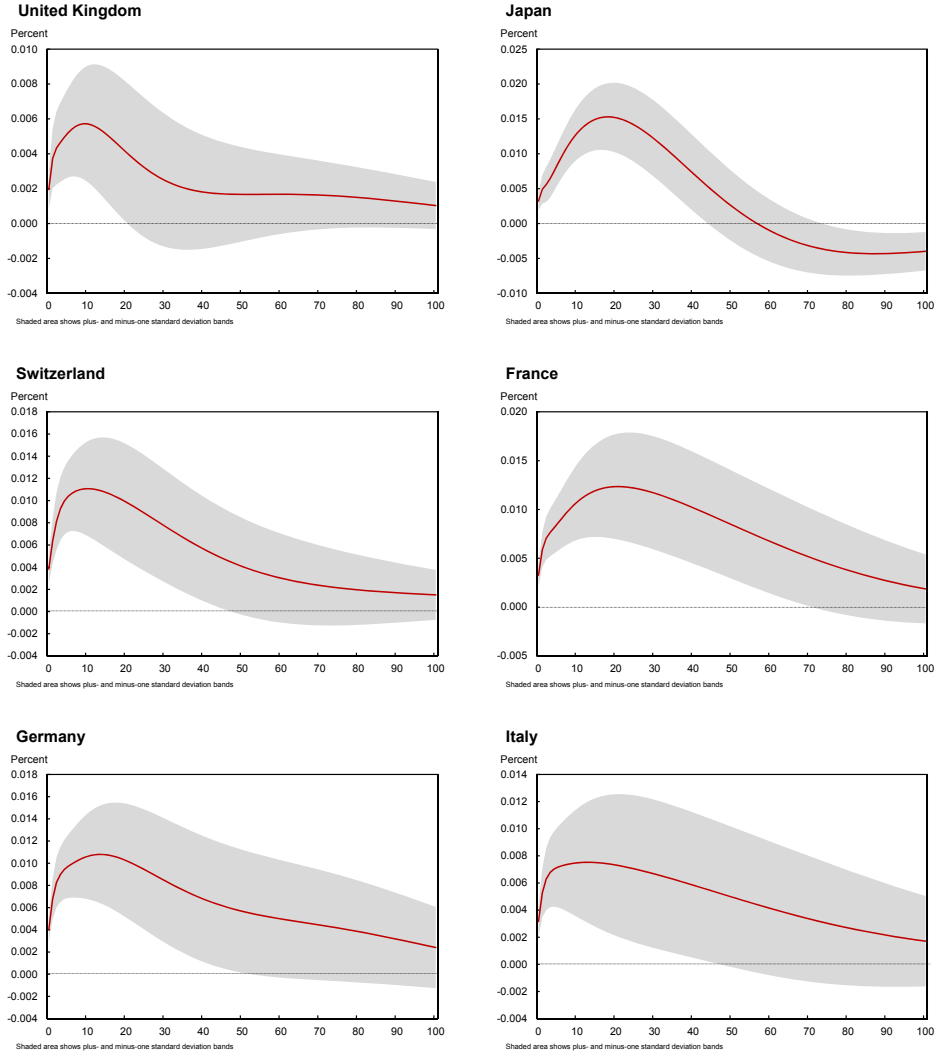 United Kingdom
Percent
0.010
0.008
0.006
0.004
0.002
0.000
-0.002
-0.004
0 10 20 30 40 50 60 70 80 90 100
Shaded area shows plus- and minus-one standard deviation bands
Japan
Percent
0.025
0.020
0.015
0.010
0.005
0.000
-0.005
-0.010
0 10 20 30 40 50 60 70 80 90 100
Shaded area shows plus- and minus-one standard deviation bands
Switzerland
Percent
0.018
0.016
0.014
0.012
0.010
0.008
0.006
0.004
0.002
0.000
-0.002
-0.004
0 10 20 30 40 50 60 70 80 90 100
Shaded area shows plus- and minus-one standard deviation bands
France
Percent
0.020
0.015
0.010
0.005
0.000
-0.005
0 10 20 30 40 50 60 70 80 90 100
Shaded area shows plus- and minus-one standard deviation bands
Germany
Percent
0.018
0.016
0.014
0.012
0.010
0.008
0.006
0.004
0.002
0.000
-0.002
-0.004
0 10 20 30 40 50 60 70 80 90 100
Shaded area shows plus- and minus-one standard deviation bands
Italy
Percent
0.014
0.012
0.010
0.008
0.006
0.004
0.002
0.000
-0.002
-0.004
0 10 20 30 40 50 60 70 80 90 100
Shaded area shows plus- and minus-one standard deviation bands